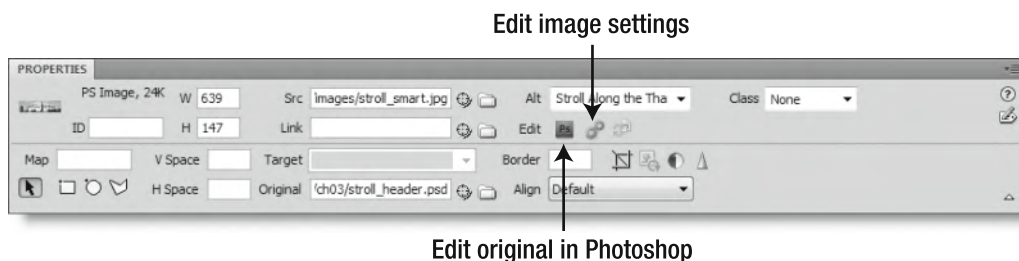 Edit image settings
PROPERTIES
PS Image, 24K W 639 Src images/stroll_smart.jpg Alt Stroll Along the Tha Class None
ID H 147 Link Edit Ps
Map V Space Target Border
H Space Original 'ch03/stroll_header.psd Align Default
Edit original in Photoshop